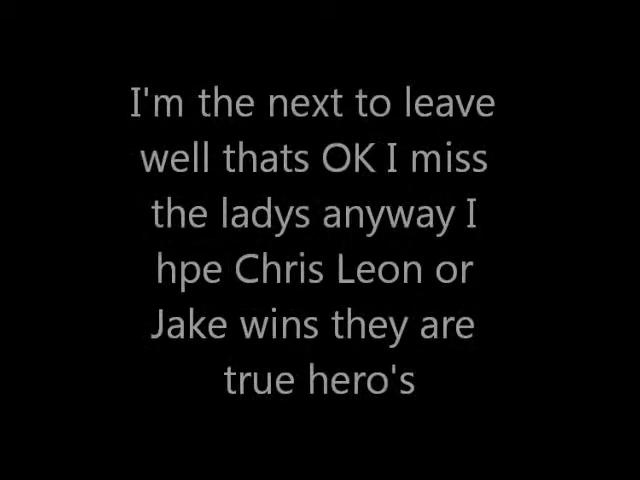 I'm the next to leave
well thats OK I miss
the ladys anyway I
hpe Chris Leon or
Jake wins they are
true hero's